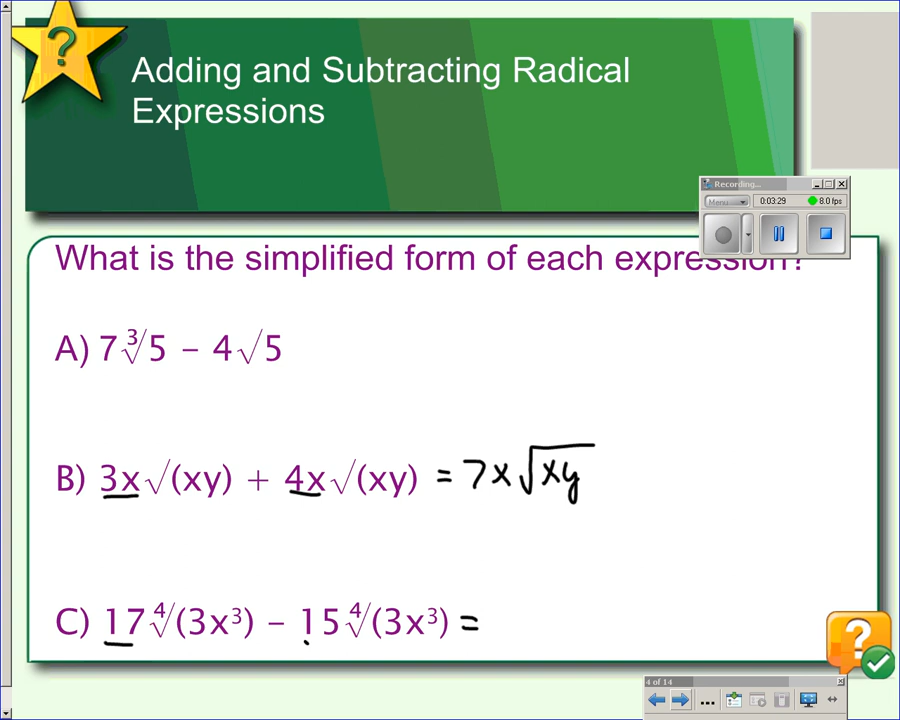 ?
Adding and Subtracting Radical
Expressions
Recording...
Menu
0:03:29
8.0 fps
What is the simplified form of each expression?
A) 7∛5 – 4√5
B) 3x√(xy) + 4x√(xy) = 7x√xy
C) 17∜(3x³) – 15∜(3x³) =
?
4 of 14